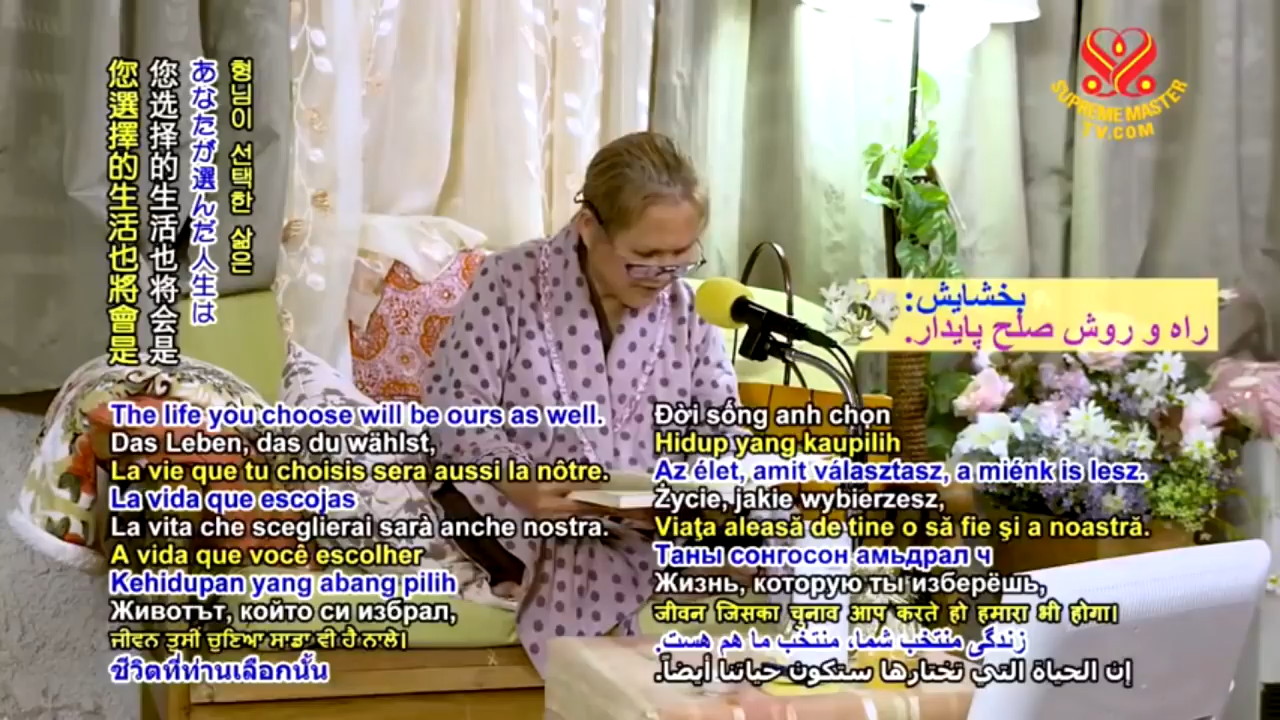 您選擇的生活也將會是
您选择的生活也将会是
あなたが選んだ人生は
형님이 선택한 삶은
SUPREME MASTER
TV.COM
بخشایش:
راه و روش صلح پایدار.
The life you choose will be ours as well.
Das Leben, das du wählst,
La vie que tu choisis sera aussi la nôtre.
La vida que escojas
La vita che sceglierai sarà anche nostra.
A vida que você escolher
Kehidupan yang abang pilih
Животът, който си избрал,
ਜੀਵਨ ਤੁਸੀਂ ਚੁਣਿਆ ਸਾਡਾ ਵੀ ਹੈ ਨਾਲੇ।
ชีวิตที่ท่านเลือกนั้น
Đời sống anh chọn
Hidup yang kaupilih
Az élet, amit választasz, a miénk is lesz.
Życie, jakie wybierzesz,
Viaţa aleasă de tine o să fie şi a noastră.
Таны сонгосон амьдрал ч
Жизнь, которую ты изберёшь,
जीवन जिसका चुनाव आप करते हो हमारा भी होगा।
زندگی منتخب شما، منتخب ما هم هست.
إن الحياة التي تختارها ستكون حياتنا أيضاً.